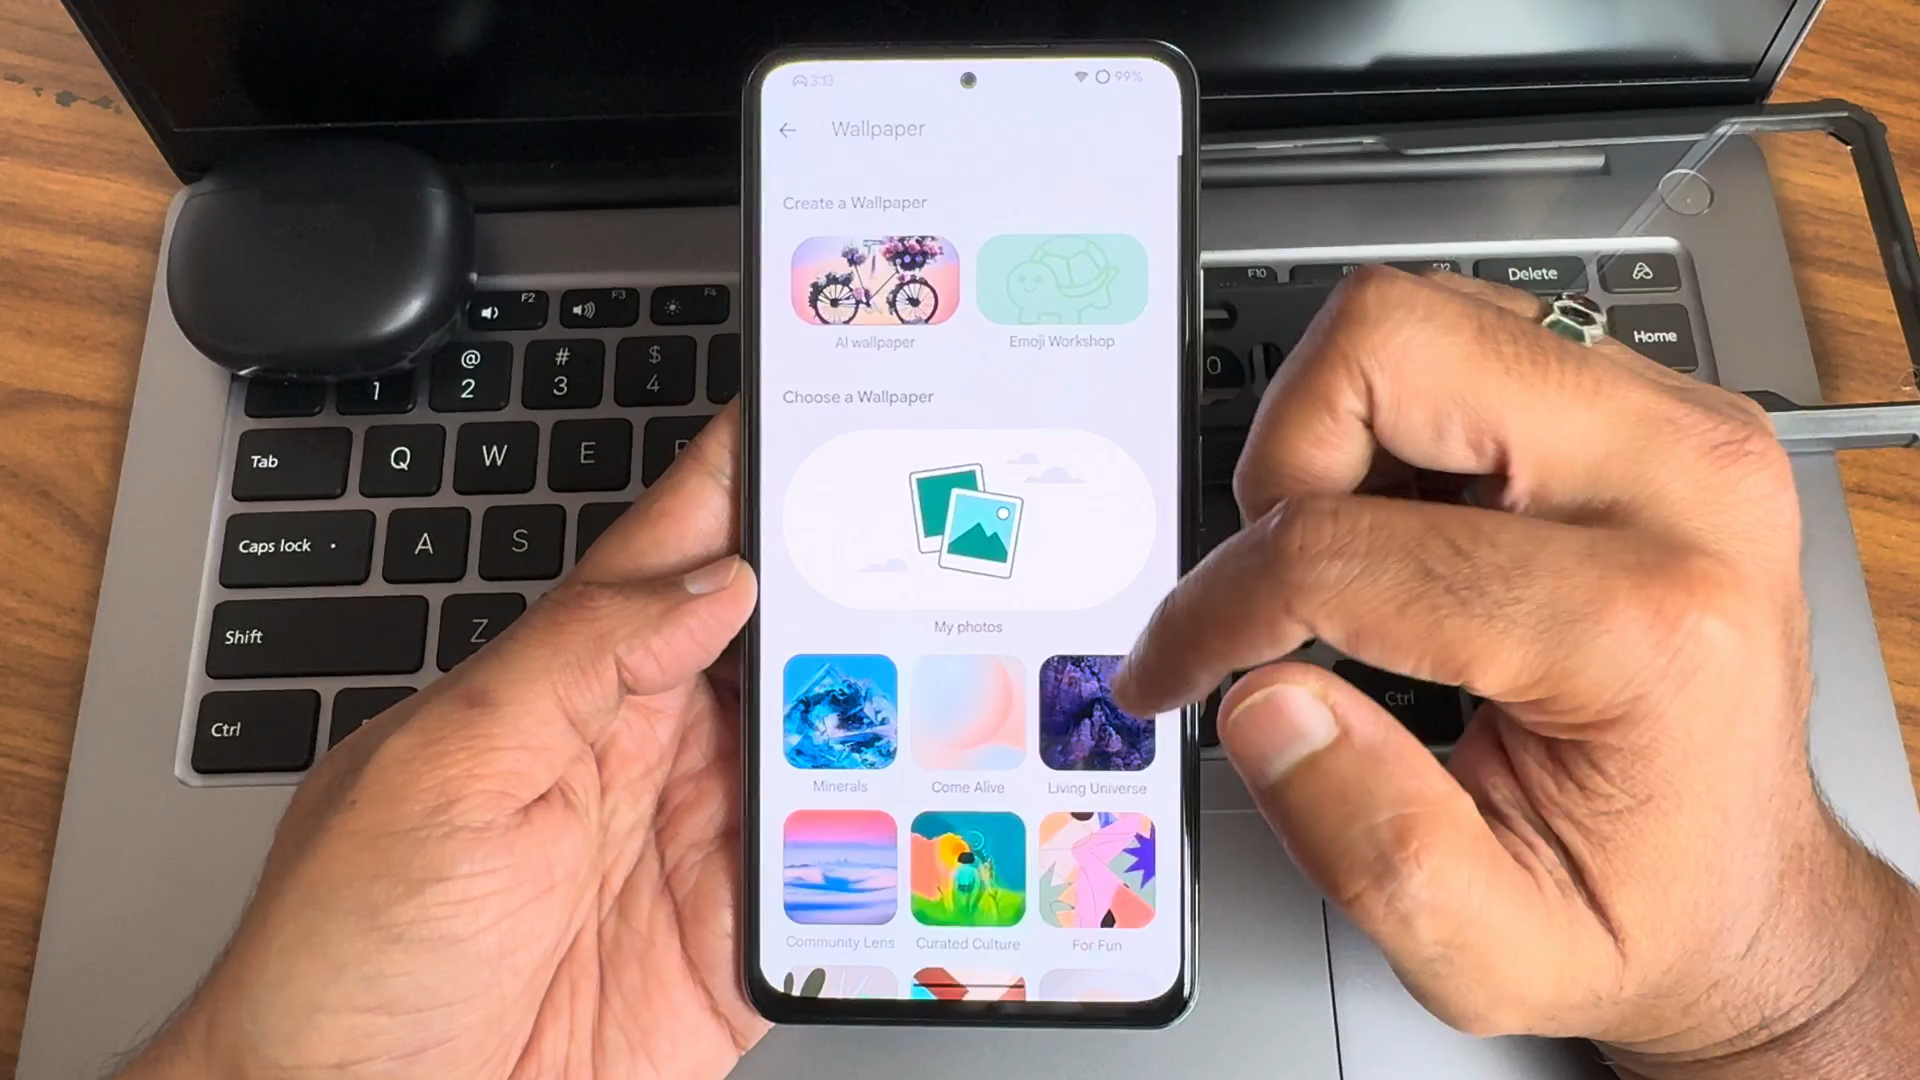 3:13
99%
Wallpaper
Create a Wallpaper
AI wallpaper
Emoji Workshop
Choose a Wallpaper
My photos
Minerals
Come Alive
Living Universe
Community Lens
Curated Culture
For Fun
F2
F3
F4
F10
F12
Delete
Home
@
#
$
1
2
3
4
0
Tab
Q
W
E
Caps lock
A
S
Shift
Z
Ctrl
Ctrl